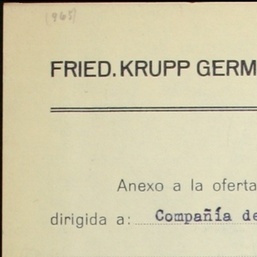 (965)
FRIED. KRUPP GERM
Anexo a la oferta
dirigida a: Compañía de